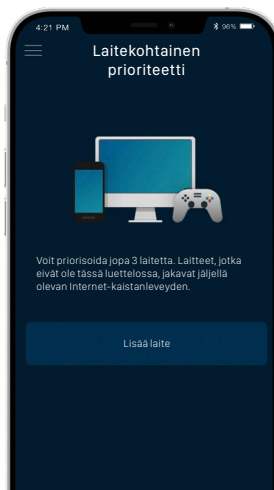 4:21 PM
96%
Laitekohtainen
prioriteetti
Voit priorisoida jopa 3 laitetta. Laitteet, jotka
eivät ole tässä luettelossa, jakavat jäljellä
olevan Internet-kaistanleveyden.
Lisää laite